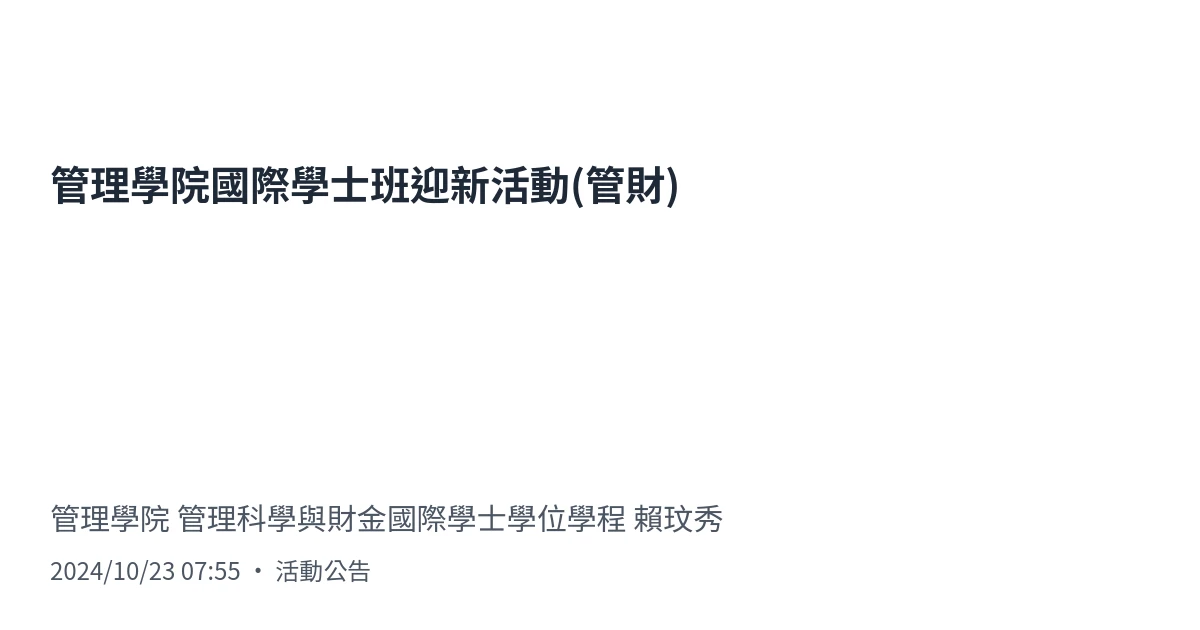 管理學院國際學士班迎新活動(管財)
管理學院 管理科學與財金國際學士學位學程 賴玟秀
2024/10/23 07:55 • 活動公告